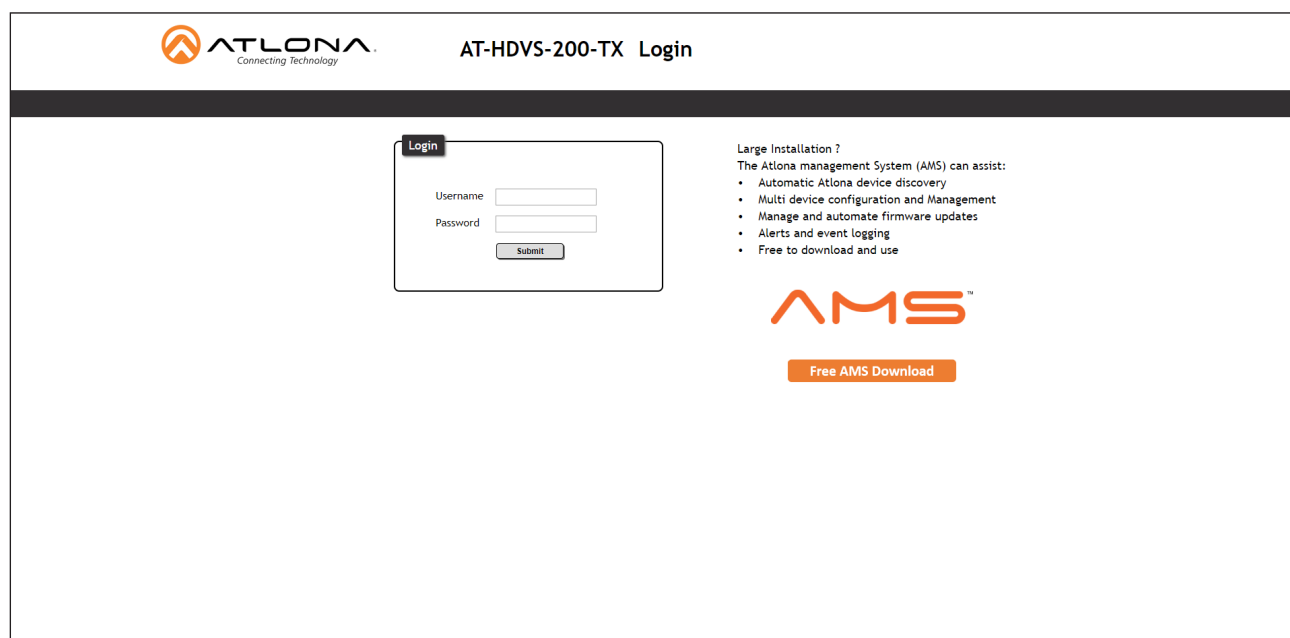 ATLONA.
Connecting Technology
AT-HDVS-200-TX Login
Login
Username
Password
Submit
Large Installation ?
The Atlona management System (AMS) can assist:
• Automatic Atlona device discovery
• Multi device configuration and Management
• Manage and automate firmware updates
• Alerts and event logging
• Free to download and use
AMS™
Free AMS Download